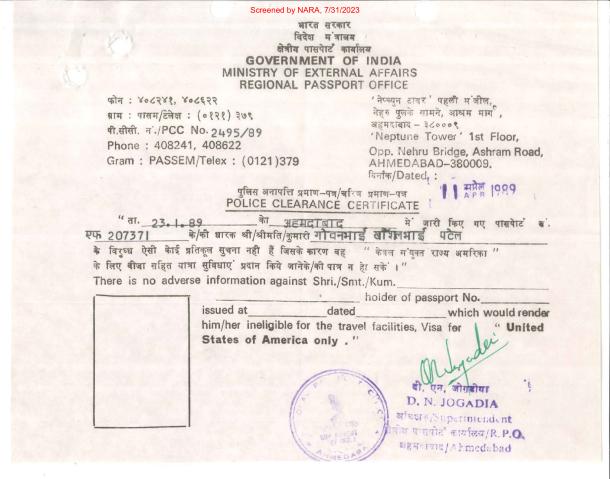 Screened by NARA, 7/31/2023
भारत सरकार
विदेश मंत्रालय
क्षेत्रीय पासपोर्ट कार्यालय
GOVERNMENT OF INDIA
MINISTRY OF EXTERNAL AFFAIRS
REGIONAL PASSPORT OFFICE
फोन : ४०८२४१, ४०८६२२
ग्राम : पासम/टेलेक्स : (०१२१) ३७९
पी.सीसी. नं./PCC No. 2495/89
Phone : 408241, 408622
Gram : PASSEM/Telex : (0121)379
'नेप्च्युन टावर' पहली मंजील,
नेहरु पुलके सामने, आश्रम मार्ग,
अहमदाबाद - ३८०००९
'Neptune Tower' 1st Floor,
Opp. Nehru Bridge, Ashram Road,
AHMEDABAD-380009.
दिनाँक/Dated, :
11 अप्रैल APR 1989
पुलिस अनापत्ति प्रमाण-पत्र/चरित्र प्रमाण-पत्र
POLICE CLEARANCE CERTIFICATE
"ता. 23.1.89 को अहमदाबाद में जारी किए गए पासपोर्ट सं.
एफ 207371 के/की धारक श्री/श्रीमति/कुमारी पटेल
के विरुध्ध ऐसी कोई प्रतिकूल सुचना नहीं हैं जिसके कारण वह " केवल संयुक्त राज्य अमरिका "
के लिए वीझा सहित यात्रा सुविधाएं प्रदान किये जानेके/की पात्र न हो सके ।"
There is no adverse information against Shri./Smt./Kum.
holder of passport No.
issued at dated which would render
him/her ineligible for the travel facilities, Visa for " United
States of America only . "
डी. एन. जोगडीया
D. N. JOGADIA
अधिक्षक/Superintendent
क्षेत्रीय पासपोर्ट कार्यालय/R.P.O.
अहमदाबाद/Ahmedabad
AHMEDABAD